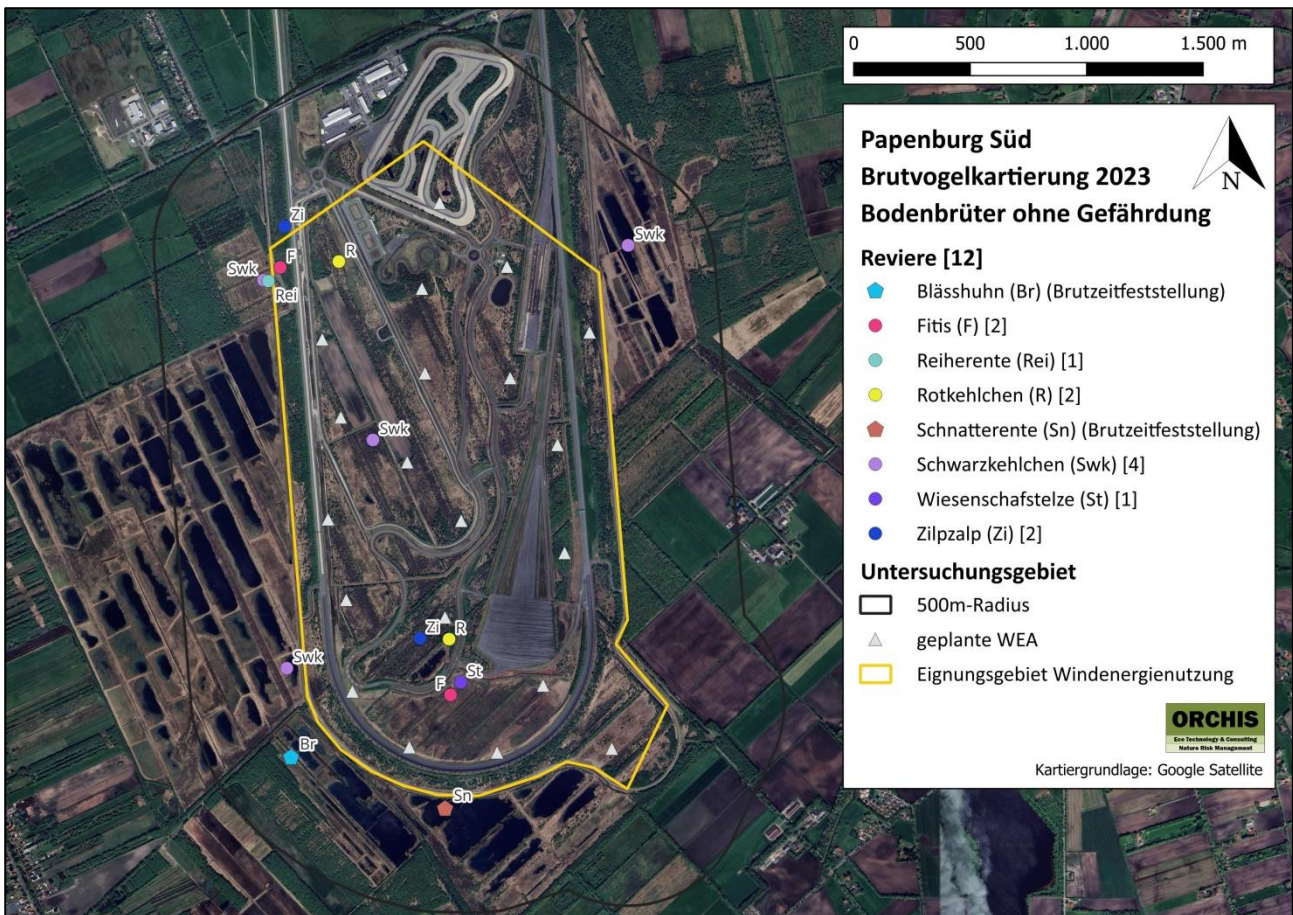 0 500 1.000 1.500 m
Papenburg Süd
Brutvogelkartierung 2023
Bodenbrüter ohne Gefährdung
N
Reviere [12]
Blässhuhn (Br) (Brutzeitfeststellung)
Fitis (F) [2]
Reiherente (Rei) [1]
Rotkehlchen (R) [2]
Schnatterente (Sn) (Brutzeitfeststellung)
Schwarzkehlchen (Swk) [4]
Wiesenschafstelze (St) [1]
Zilpzalp (Zi) [2]
Untersuchungsgebiet
500m-Radius
geplante WEA
Eignungsgebiet Windenergienutzung
ORCHIS
Eco Technology & Consulting
Nature Risk Management
Kartiergrundlage: Google Satellite
Zi
Swk
R
F
Swk
Rei
Swk
Zi
R
Swk
St
F
Br
Sn